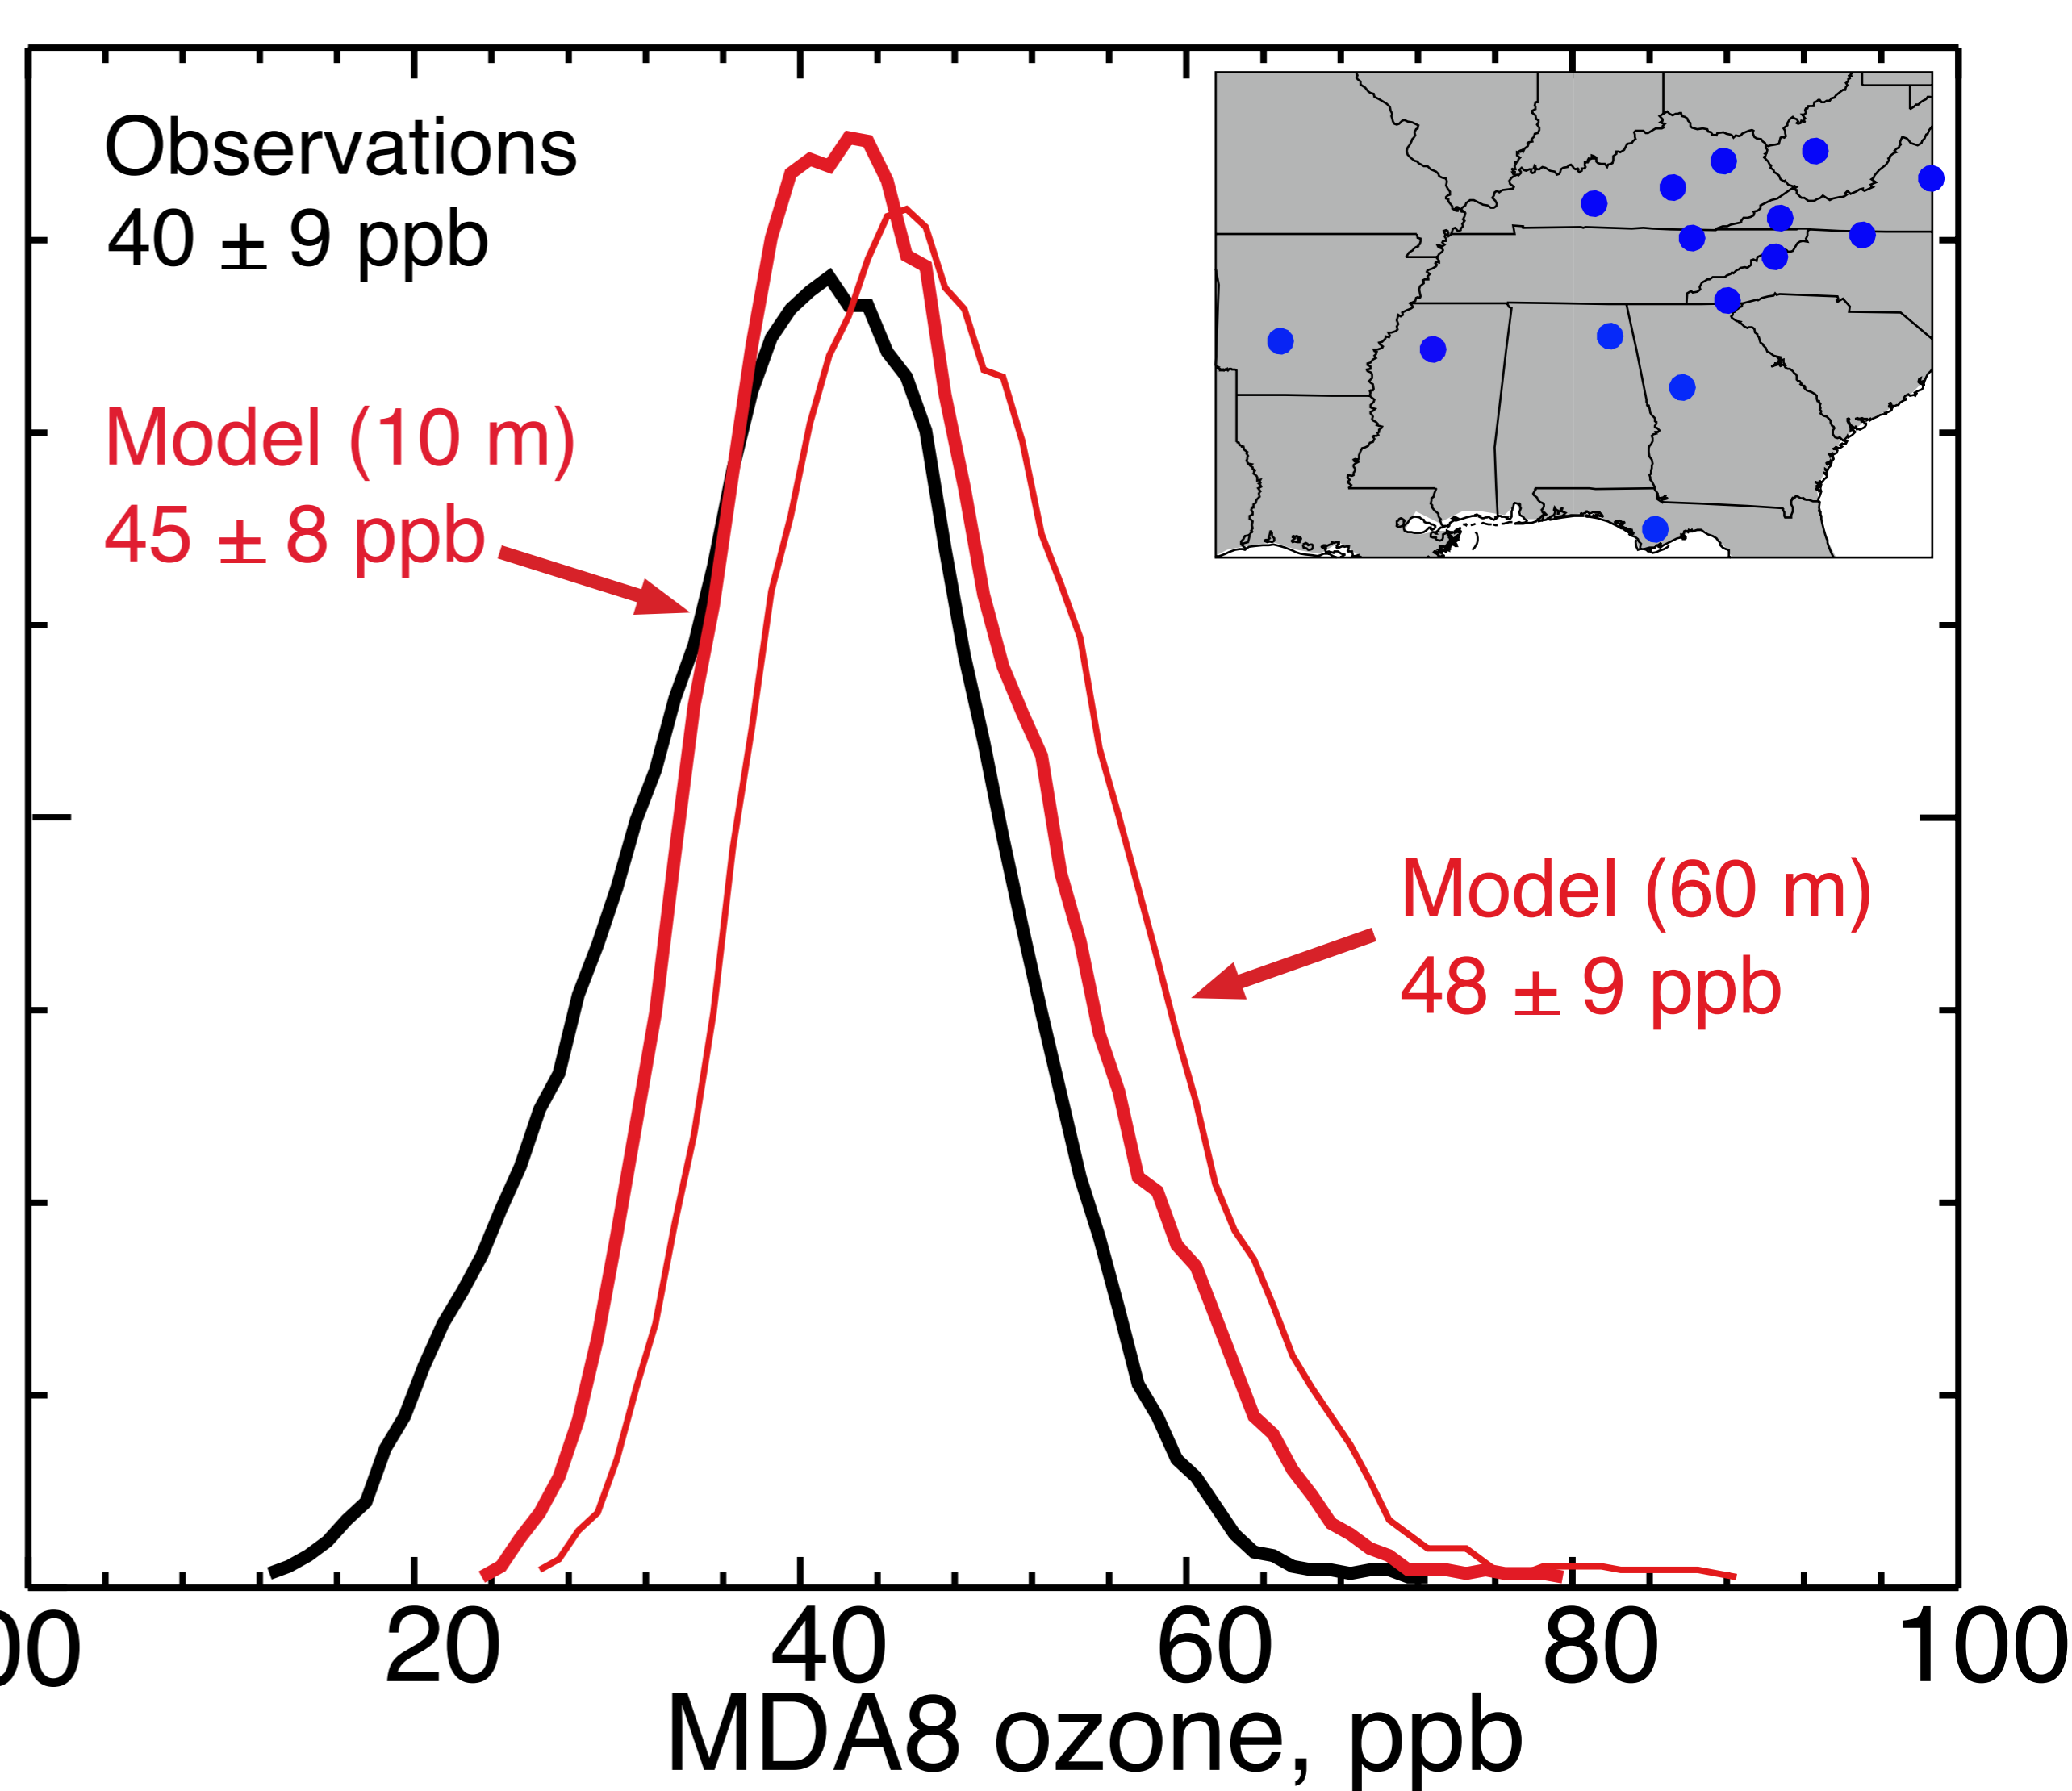 Observations
40 ± 9 ppb
Model (10 m)
45 ± 8 ppb
Model (60 m)
48 ± 9 ppb
00 20 40 60 80 100
MDA8 ozone, ppb